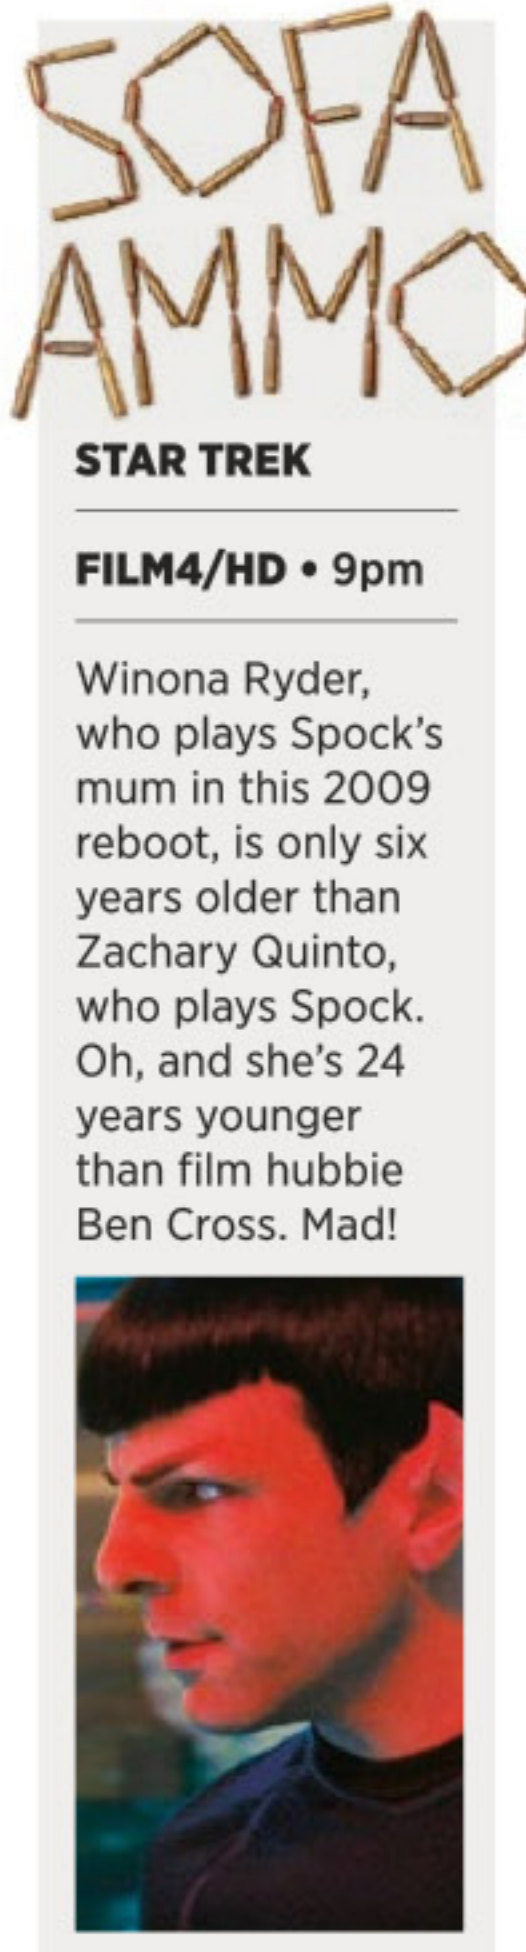 SOFA
AMMO
STAR TREK
FILM4/HD • 9pm
Winona Ryder,
who plays Spock's
mum in this 2009
reboot, is only six
years older than
Zachary Quinto,
who plays Spock.
Oh, and she's 24
years younger
than film hubbie
Ben Cross. Mad!